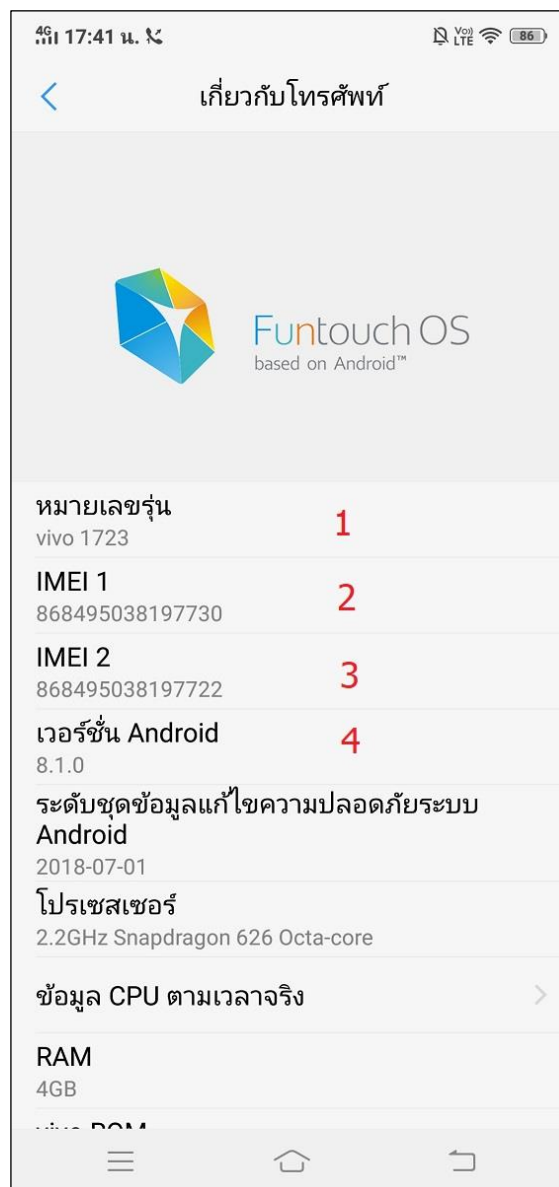 4G 17:41 น. Vo)) LTE 86
เกี่ยวกับโทรศัพท์
Funtouch OS
based on Android™
หมายเลขรุ่น
vivo 1723 1
IMEI 1
868495038197730 2
IMEI 2
868495038197722 3
เวอร์ชั่น Android 4
8.1.0
ระดับชุดข้อมูลแก้ไขความปลอดภัยระบบ
Android
2018-07-01
โปรเซสเซอร์
2.2GHz Snapdragon 626 Octa-core
ข้อมูล CPU ตามเวลาจริง
RAM
4GB
vivo ROM